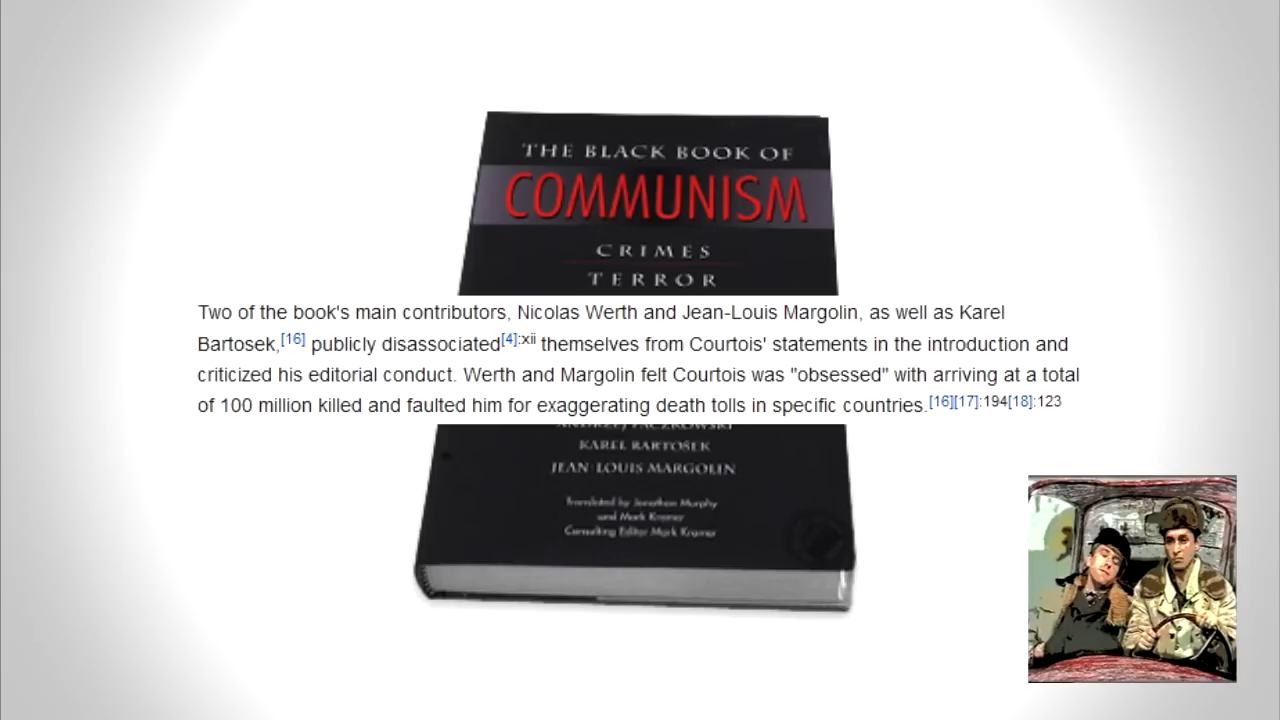 THE BLACK BOOK OF
COMMUNISM
CRIMES
TERROR
Two of the book's main contributors, Nicolas Werth and Jean-Louis Margolin, as well as Karel
Bartosek,[16] publicly disassociated[4]:xii themselves from Courtois' statements in the introduction and
criticized his editorial conduct. Werth and Margolin felt Courtois was "obsessed" with arriving at a total
of 100 million killed and faulted him for exaggerating death tolls in specific countries.[16][17]:194[18]:123
ANDRZEJ PACZKOWSKI
KAREL BARTOŠEK
JEAN-LOUIS MARGOLIN
Translated by Jonathan Murphy
and Mark Kramer
Consulting Editor Mark Kramer